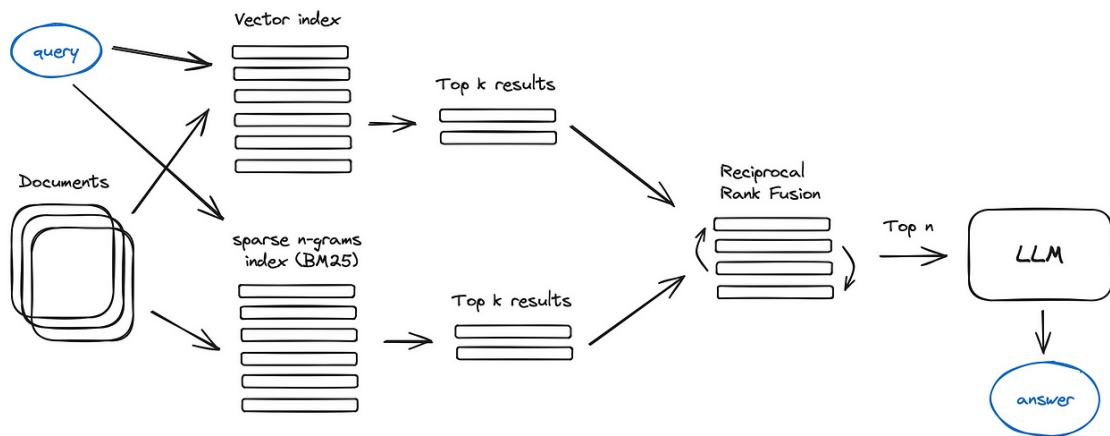 Vector index
query
Top k results
Documents
Reciprocal
Rank Fusion
Top n
sparse n-grams
index (BM25)
LLM
Top k results
answer